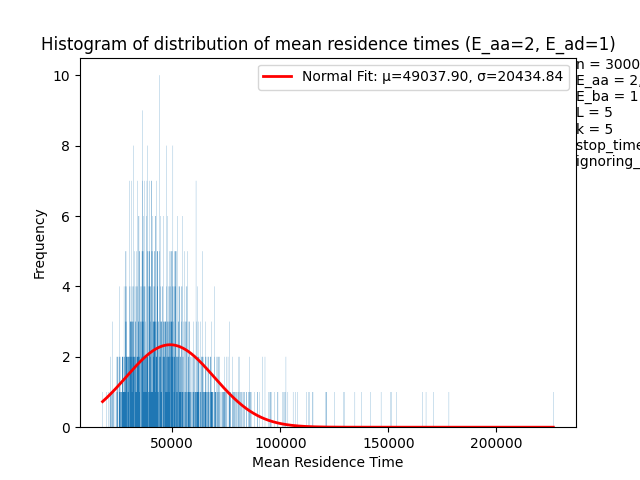 Histogram of distribution of mean residence times (E_aa=2, E_ad=1)
Normal Fit: μ=49037.90, σ=20434.84
n = 3000
E_aa = 2,
E_ba = 1
L = 5
k = 5
stop_time
ignoring_
10
8
6
4
2
0
Frequency
50000 100000 150000 200000
Mean Residence Time